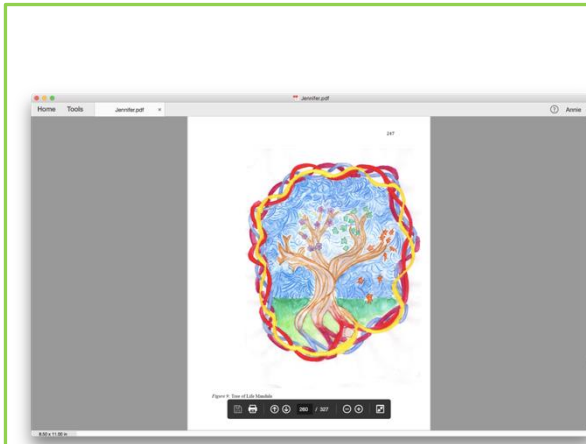 Jennifer.pdf
Home Tools Jennifer.pdf × ? Annie
247
Figure 9. Tree of Life Mandala
280 / 327
8.50 x 11.00 in